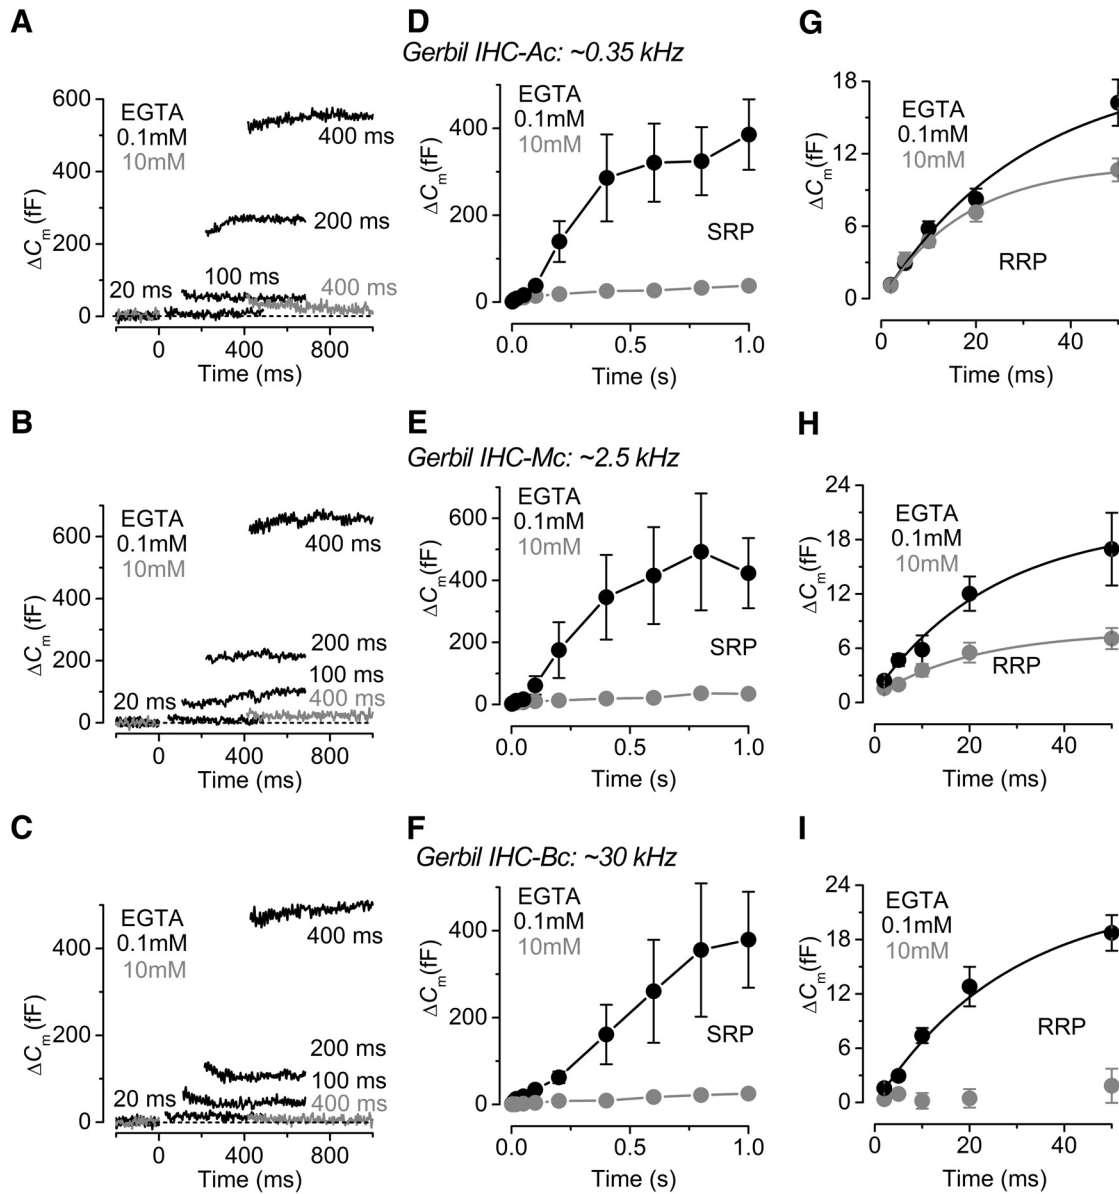 A
D
G
Gerbil IHC-Ac: ~0.35 kHz
600
400
200
0
ΔCm(fF)
EGTA
0.1mM
10mM
400 ms
200 ms
20 ms
100 ms
400 ms
0
400
800
Time (ms)
400
200
0
ΔCm(fF)
EGTA
0.1mM
10mM
SRP
0.0
0.5
1.0
Time (s)
18
12
6
0
ΔCm(fF)
EGTA
0.1mM
10mM
RRP
0
20
40
Time (ms)
B
E
H
Gerbil IHC-Mc: ~2.5 kHz
600
400
200
0
ΔCm(fF)
EGTA
0.1mM
10mM
400 ms
200 ms
100 ms
20 ms
400 ms
0
400
800
Time (ms)
600
400
200
0
ΔCm(fF)
EGTA
0.1mM
10mM
SRP
0.0
0.5
1.0
Time (s)
24
18
12
6
0
ΔCm(fF)
EGTA
0.1mM
10mM
RRP
0
20
40
Time (ms)
C
F
I
Gerbil IHC-Bc: ~30 kHz
400
200
0
ΔCm(fF)
EGTA
0.1mM
10mM
400 ms
200 ms
100 ms
20 ms
400 ms
0
400
800
Time (ms)
400
200
0
ΔCm(fF)
EGTA
0.1mM
10mM
SRP
0.0
0.5
1.0
Time (s)
24
18
12
6
0
ΔCm(fF)
EGTA
0.1mM
10mM
RRP
0
20
40
Time (ms)